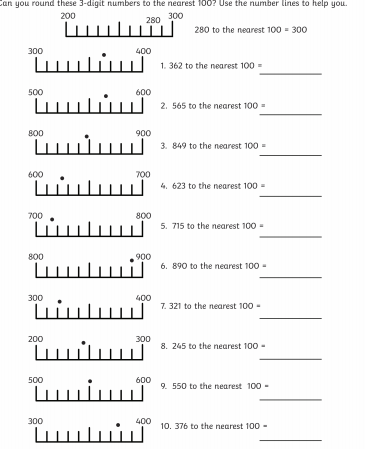 Can you round these 3-digit numbers to the nearest 100? Use the number lines to help you.
200 280 300
280 to the nearest 100 = 300
300 400
1. 362 to the nearest 100 =
500 600
2. 565 to the nearest 100 =
800 900
3. 849 to the nearest 100 =
600 700
4. 623 to the nearest 100 =
700 800
5. 715 to the nearest 100 =
800 900
6. 890 to the nearest 100 =
300 400
7. 321 to the nearest 100 =
200 300
8. 245 to the nearest 100 =
500 600
9. 550 to the nearest 100 =
300 400
10. 376 to the nearest 100 =